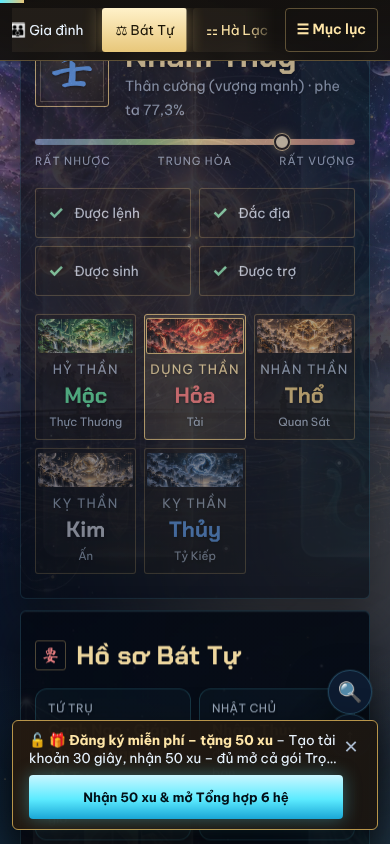 Gia đình
Bát Tự
Hà Lạc
☰ Mục lục
Nhâm Thủy
壬
Thân cường (vượng mạnh) · phe
ta 77,3%
RẤT NHƯỢC
TRUNG HÒA
RẤT VƯỢNG
✓ Được lệnh
✓ Đắc địa
✓ Được sinh
✓ Được trợ
HỶ THẦN
Mộc
Thực Thương
DỤNG THẦN
Hỏa
Tài
NHÀN THẦN
Thổ
Quan Sát
KỴ THẦN
Kim
Ấn
KỴ THẦN
Thủy
Tỷ Kiếp
Hồ sơ Bát Tự
TỨ TRỤ
NHẬT CHỦ
🔓 🎁 Đăng ký miễn phí – tặng 50 xu – Tạo tài
khoản 30 giây, nhận 50 xu – đủ mở cả gói Trọ...
✕
Nhận 50 xu & mở Tổng hợp 6 hệ